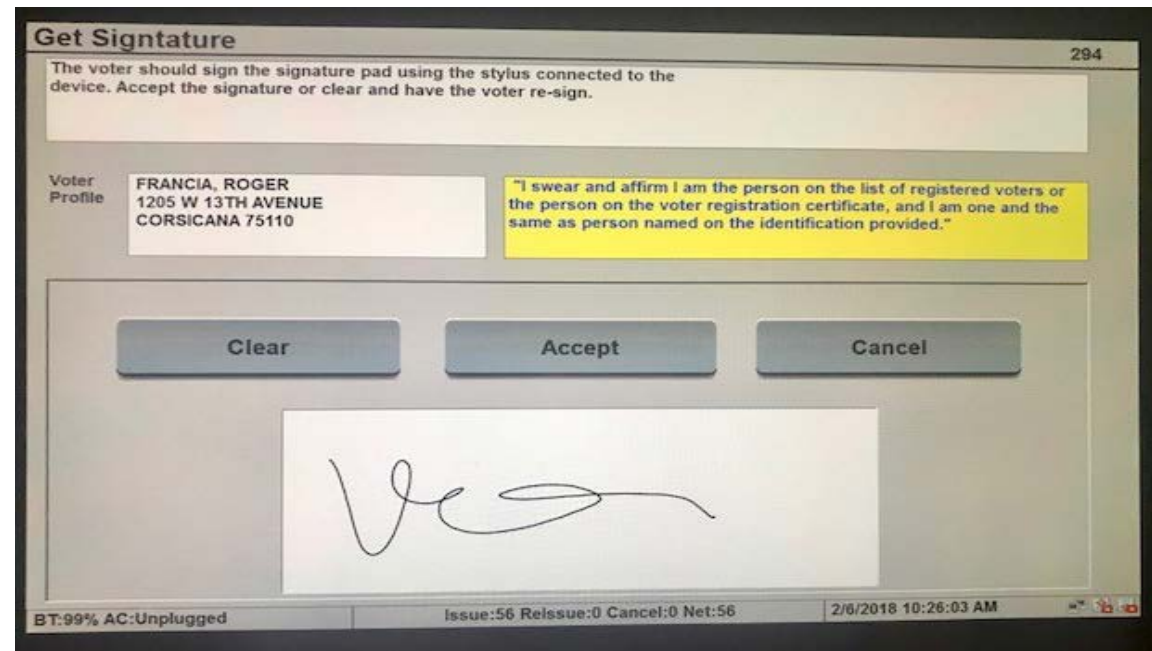 Get Signtature
294
The voter should sign the signature pad using the stylus connected to the
device. Accept the signature or clear and have the voter re-sign.
Voter
Profile
FRANCIA, ROGER
1205 W 13TH AVENUE
CORSICANA 75110
"I swear and affirm I am the person on the list of registered voters or
the person on the voter registration certificate, and I am one and the
same as person named on the identification provided."
Clear
Accept
Cancel
BT:99% AC:Unplugged
Issue:56 ReIssue:0 Cancel:0 Net:56
2/6/2018 10:26:03 AM